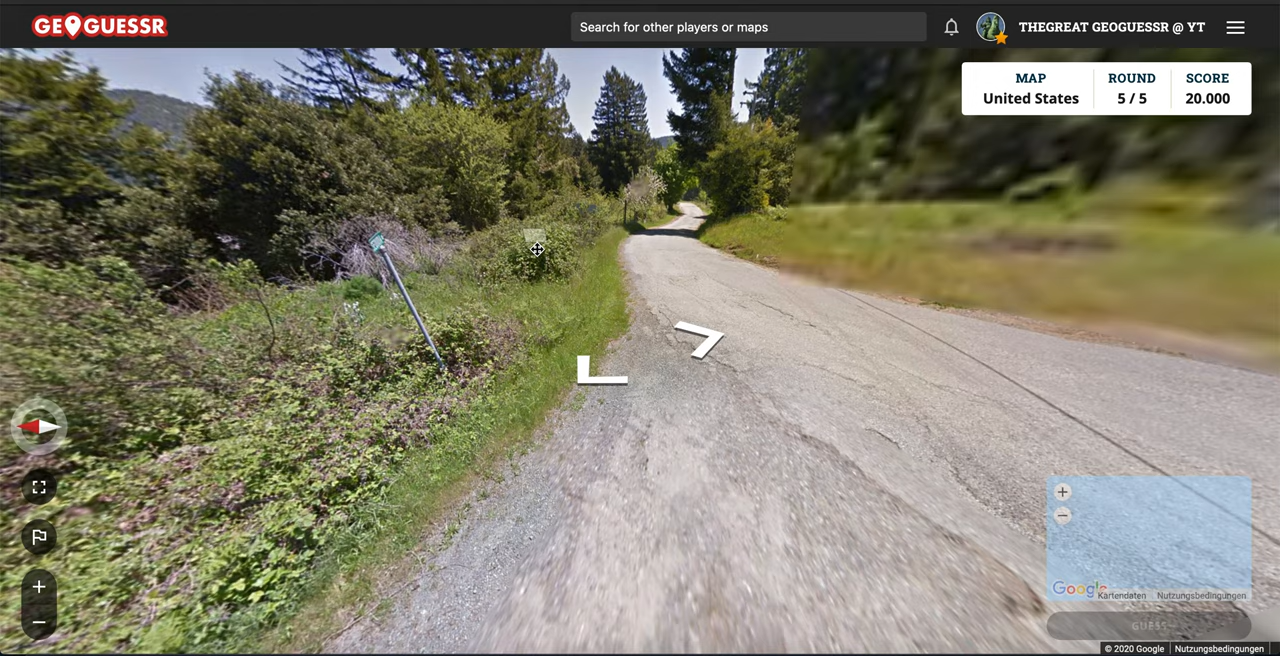 GEOGUESSR
Search for other players or maps
THEGREAT GEOGUESSR @ YT
MAP
ROUND
SCORE
United States
5 / 5
20.000
Google
Kartendaten
Nutzungsbedingungen
GUESS
© 2020 Google
Nutzungsbedingungen